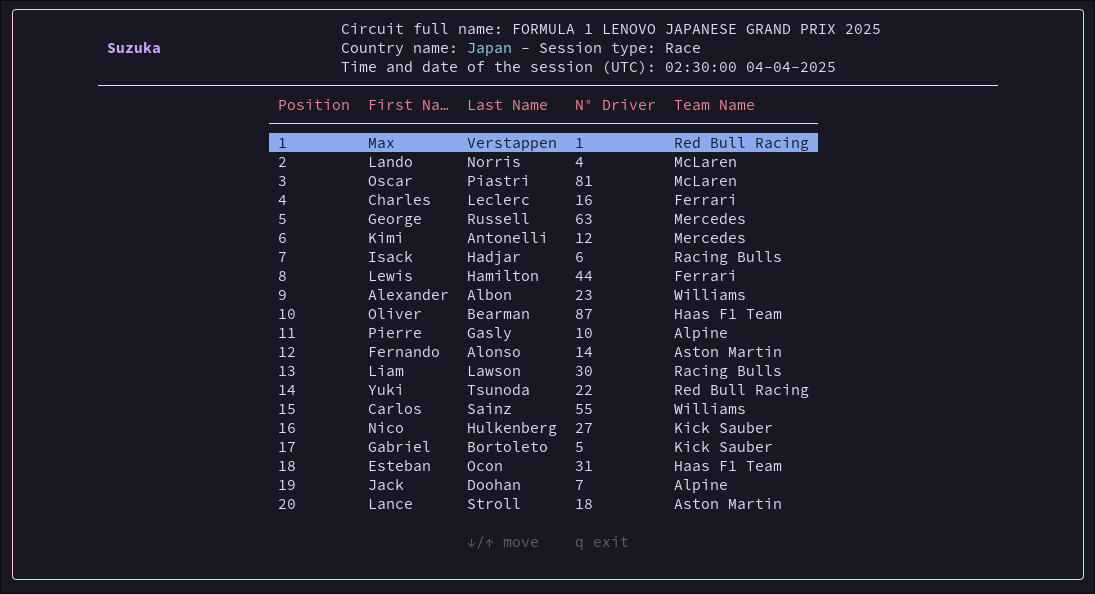 Circuit full name: FORMULA 1 LENOVO JAPANESE GRAND PRIX 2025
Suzuka Country name: Japan - Session type: Race
Time and date of the session (UTC): 02:30:00 04-04-2025
Position First Na… Last Name N° Driver Team Name
1 Max Verstappen 1 Red Bull Racing
2 Lando Norris 4 McLaren
3 Oscar Piastri 81 McLaren
4 Charles Leclerc 16 Ferrari
5 George Russell 63 Mercedes
6 Kimi Antonelli 12 Mercedes
7 Isack Hadjar 6 Racing Bulls
8 Lewis Hamilton 44 Ferrari
9 Alexander Albon 23 Williams
10 Oliver Bearman 87 Haas F1 Team
11 Pierre Gasly 10 Alpine
12 Fernando Alonso 14 Aston Martin
13 Liam Lawson 30 Racing Bulls
14 Yuki Tsunoda 22 Red Bull Racing
15 Carlos Sainz 55 Williams
16 Nico Hulkenberg 27 Kick Sauber
17 Gabriel Bortoleto 5 Kick Sauber
18 Esteban Ocon 31 Haas F1 Team
19 Jack Doohan 7 Alpine
20 Lance Stroll 18 Aston Martin
↓/↑ move q exit